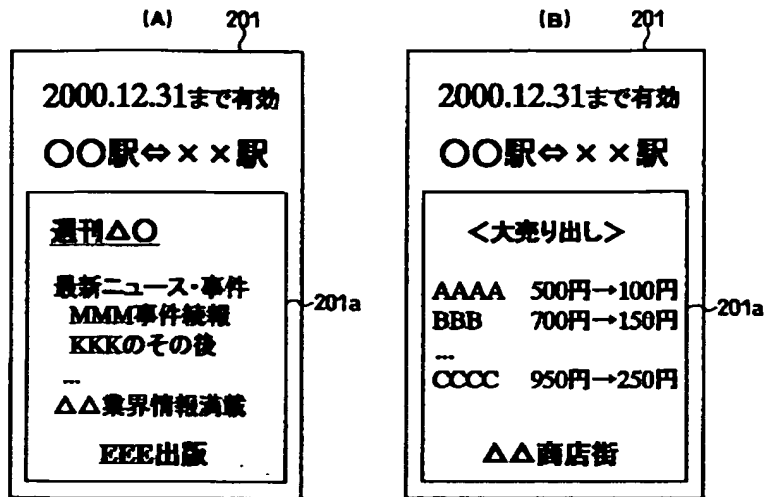 (A) 201
2000.12.31まで有効
〇〇駅⇔××駅
週刊△〇
最新ニュース・事件
MMM事件続報
KKKのその後
...
△△業界情報満載
EEE出版
201a
(B) 201
2000.12.31まで有効
〇〇駅⇔××駅
＜大売り出し＞
AAAA 500円→100円
BBB 700円→150円
...
CCCC 950円→250円
△△商店街
201a